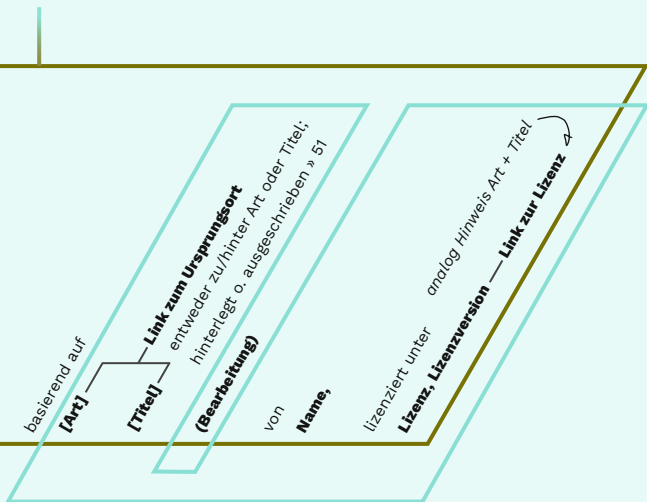 basierend auf
[Art]
[Titel]
Link zum Ursprungsort
entweder zu/hinter Art oder Titel;
hinterlegt o. ausgeschrieben » 51
(Bearbeitung)
von
Name,
lizenziert unter
Lizenz, Lizenzversion
analog Hinweis Art + Titel
Link zur Lizenz